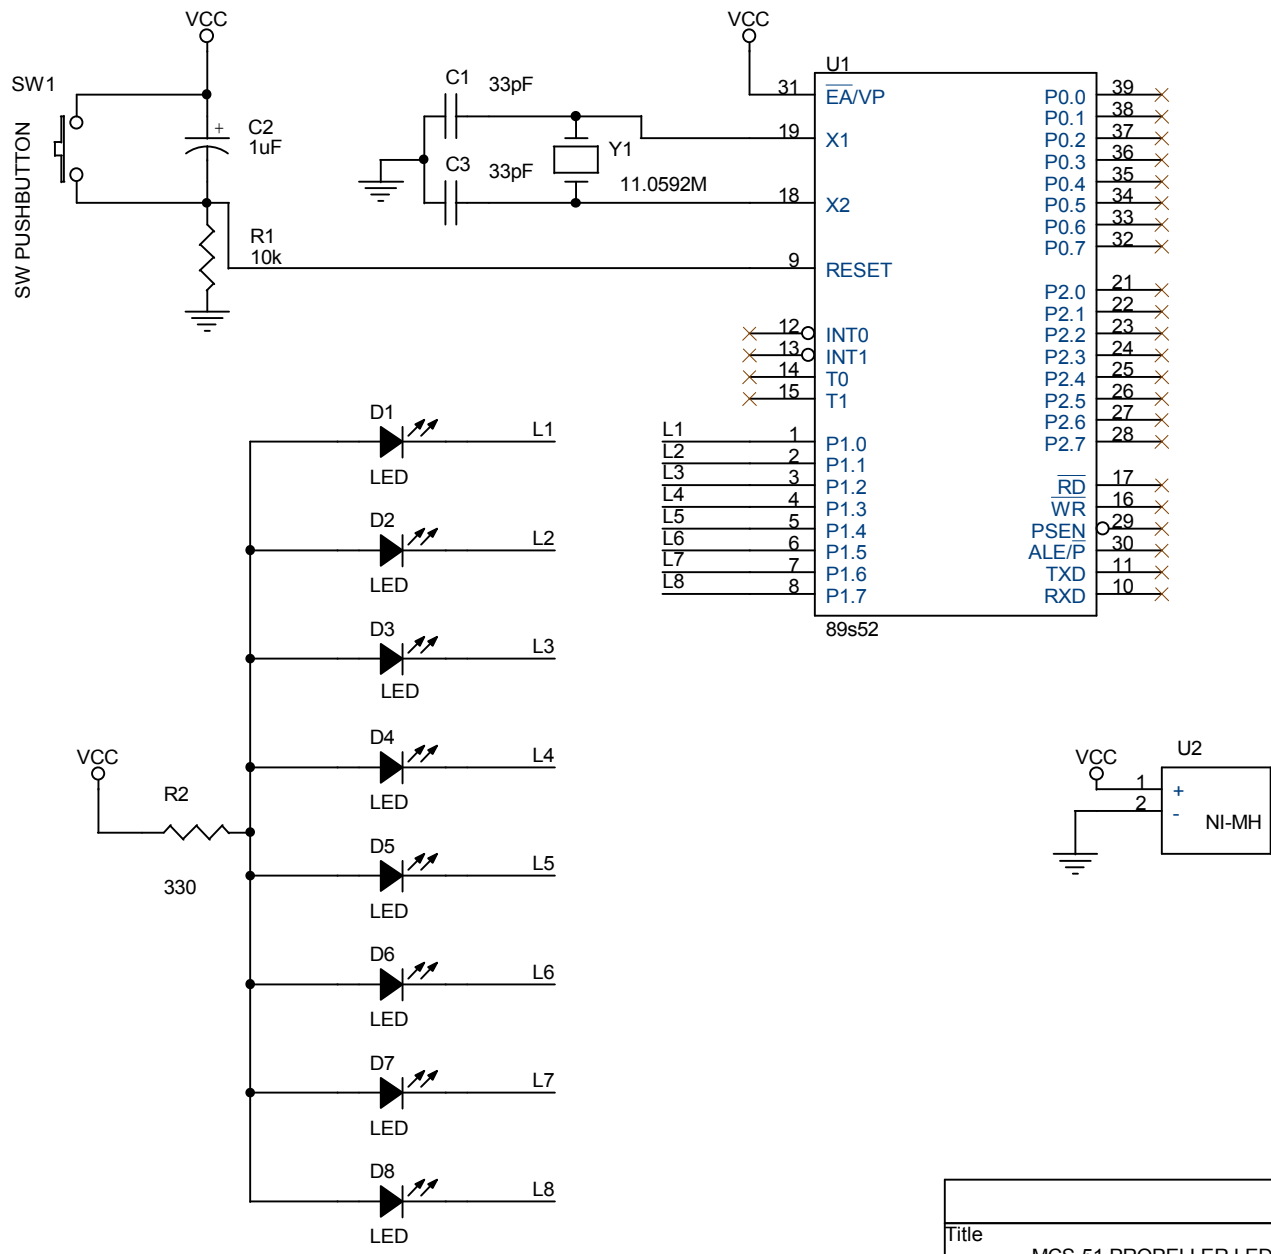 VCC
SW1
SW PUSHBUTTON
+
C2
1uF
R1
10k
C1
33pF
C3
33pF
Y1
11.0592M
VCC
U1
31 EA/VP
19 X1
18 X2
9 RESET
12 INT0
13 INT1
14 T0
15 T1
L1 1 P1.0
L2 2 P1.1
L3 3 P1.2
L4 4 P1.3
L5 5 P1.4
L6 6 P1.5
L7 7 P1.6
L8 8 P1.7
P0.0 39
P0.1 38
P0.2 37
P0.3 36
P0.4 35
P0.5 34
P0.6 33
P0.7 32
P2.0 21
P2.1 22
P2.2 23
P2.3 24
P2.4 25
P2.5 26
P2.6 27
P2.7 28
RD 17
WR 16
PSEN 29
ALE/P 30
TXD 11
RXD 10
89s52
D1
LED
L1
D2
LED
L2
D3
LED
L3
D4
LED
L4
D5
LED
L5
D6
LED
L6
D7
LED
L7
D8
LED
L8
VCC
R2
330
VCC
U2
1 +
2 -
NI-MH
Title
MCS-51 PROPELLER LED